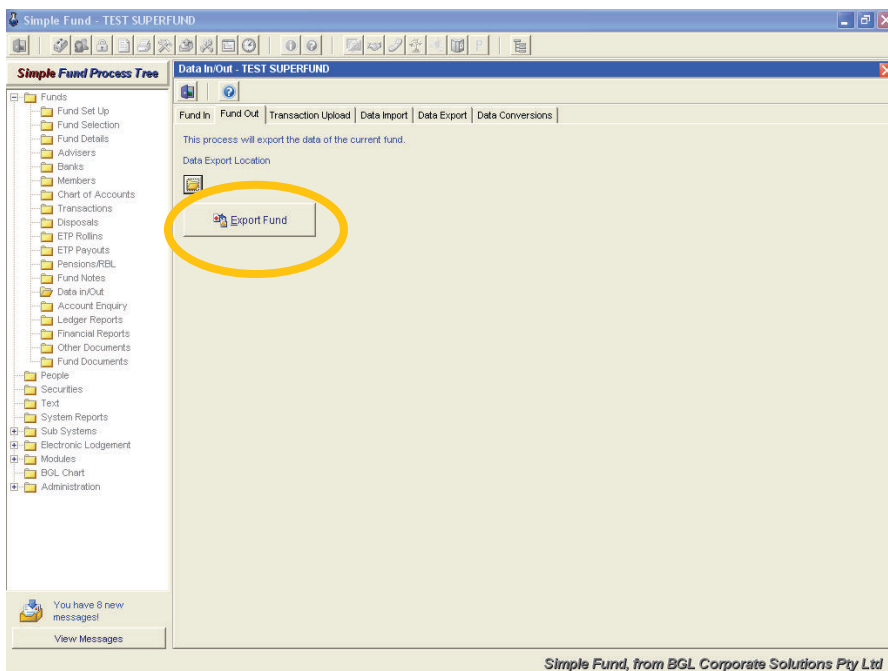 Simple Fund - TEST SUPERFUND
Simple Fund Process Tree
Funds
Fund Set Up
Fund Selection
Fund Details
Advisers
Banks
Members
Chart of Accounts
Transactions
Disposals
ETP Rollins
ETP Payouts
Pensions/RBL
Fund Notes
Data in/Out
Account Enquiry
Ledger Reports
Financial Reports
Other Documents
Fund Documents
People
Securities
Text
System Reports
Sub Systems
Electronic Lodgement
Modules
BGL Chart
Administration
You have 8 new
messages!
View Messages
Data In/Out - TEST SUPERFUND
Fund In Fund Out Transaction Upload Data Import Data Export Data Conversions
This process will export the data of the current fund.
Data Export Location
Export Fund
Simple Fund, from BGL Corporate Solutions Pty Ltd